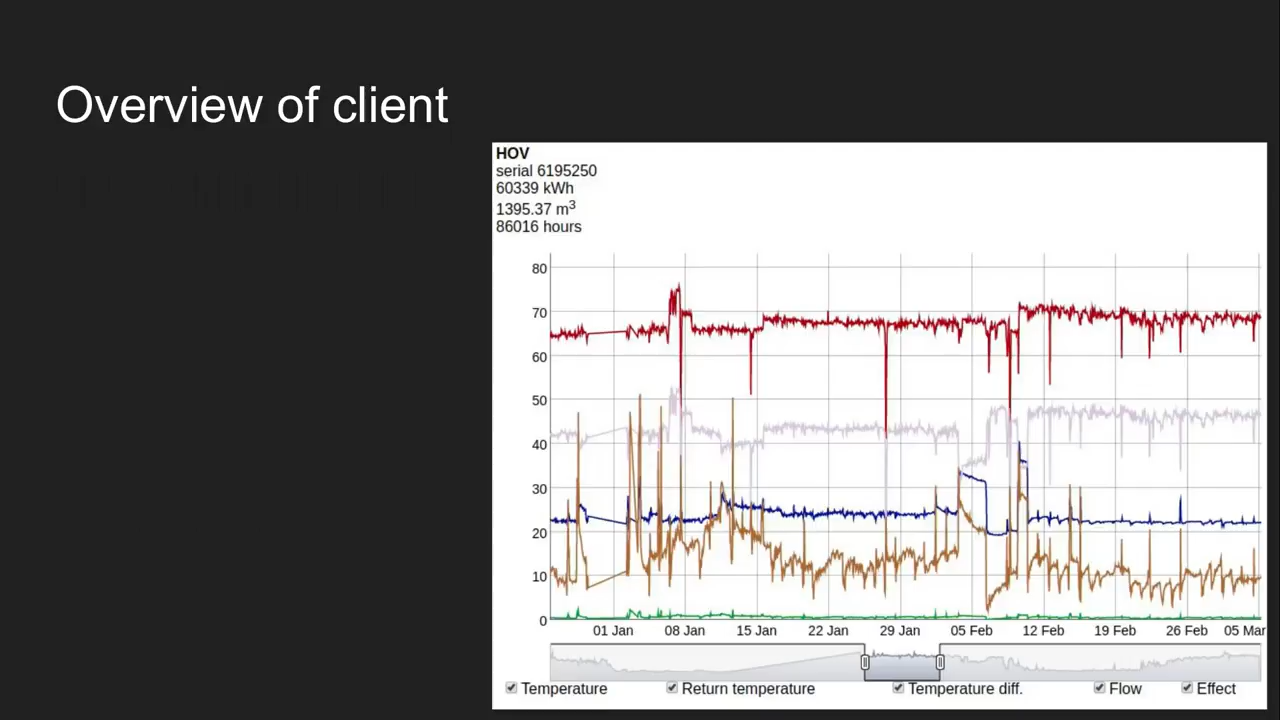 Overview of client
HOV
serial 6195250
60339 kWh
1395.37 m3
86016 hours
80
70
60
50
40
30
20
10
0
01 Jan 08 Jan 15 Jan 22 Jan 29 Jan 05 Feb 12 Feb 19 Feb 26 Feb 05 Mar
Temperature Return temperature Temperature diff. Flow Effect